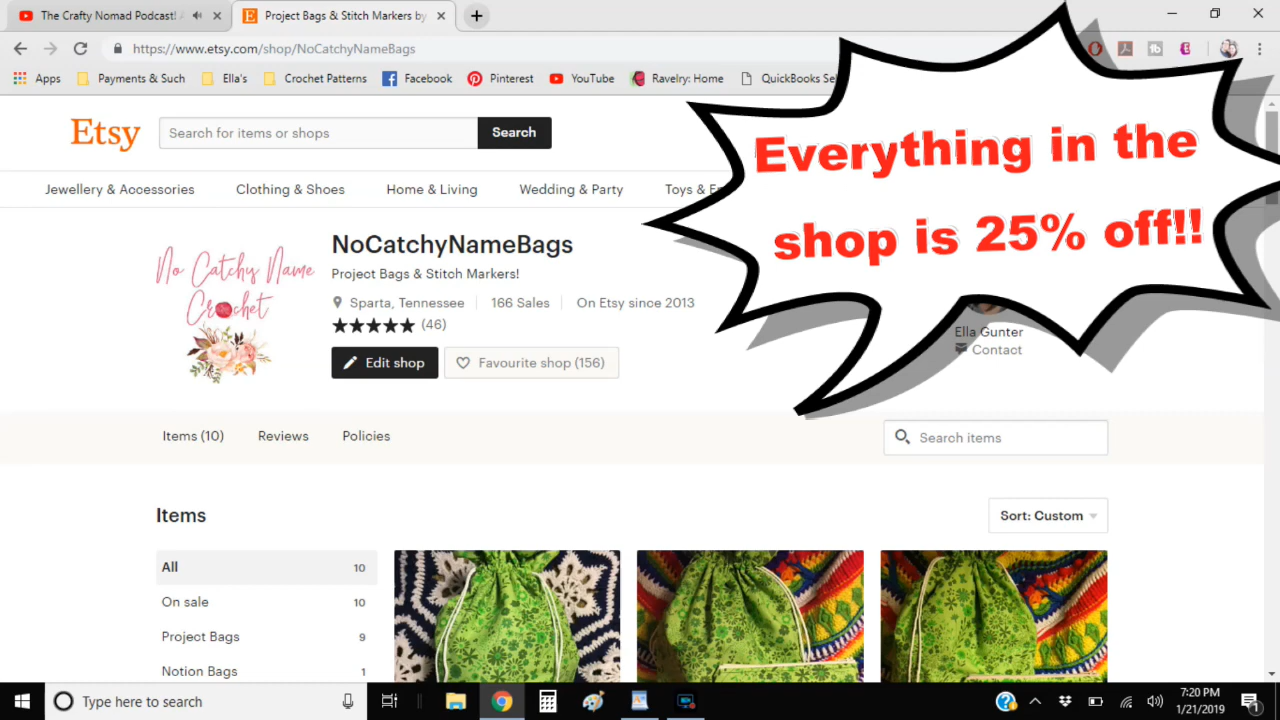 The Crafty Nomad Podcast!
Project Bags & Stitch Markers by
https://www.etsy.com/shop/NoCatchyNameBags
Apps
Payments & Such
Ella's
Crochet Patterns
Facebook
Pinterest
YouTube
Ravelry: Home
QuickBooks Sel
Everything in the
shop is 25% off!!
Etsy
Search for items or shops
Search
Jewellery & Accessories
Clothing & Shoes
Home & Living
Wedding & Party
Toys & E
No Catchy Name
Crochet
NoCatchyNameBags
Project Bags & Stitch Markers!
Sparta, Tennessee
166 Sales
On Etsy since 2013
(46)
Edit shop
Favourite shop (156)
Ella Gunter
Contact
Items (10)
Reviews
Policies
Search items
Items
Sort: Custom
All 10
On sale 10
Project Bags 9
Notion Bags 1
Type here to search
7:20 PM
1/21/2019